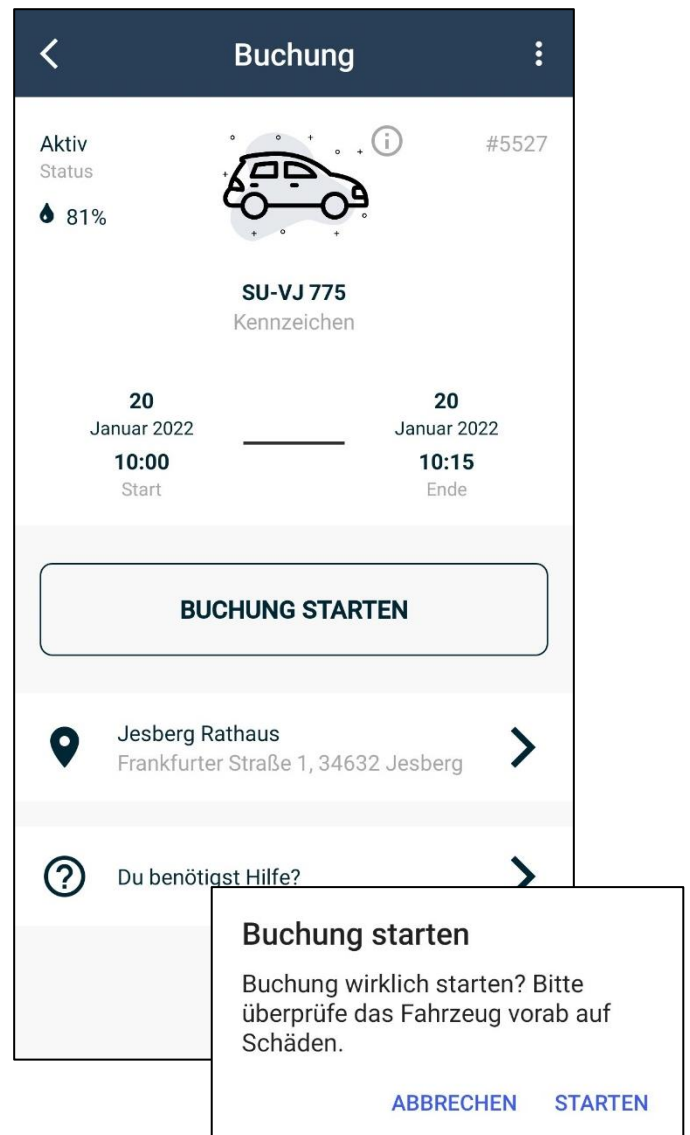 Buchung
Aktiv
Status
#5527
81%
SU-VJ 775
Kennzeichen
20
Januar 2022
10:00
Start
20
Januar 2022
10:15
Ende
BUCHUNG STARTEN
Jesberg Rathaus
Frankfurter Straße 1, 34632 Jesberg
Du benötigst Hilfe?
Buchung starten
Buchung wirklich starten? Bitte
überprüfe das Fahrzeug vorab auf
Schäden.
ABBRECHEN STARTEN